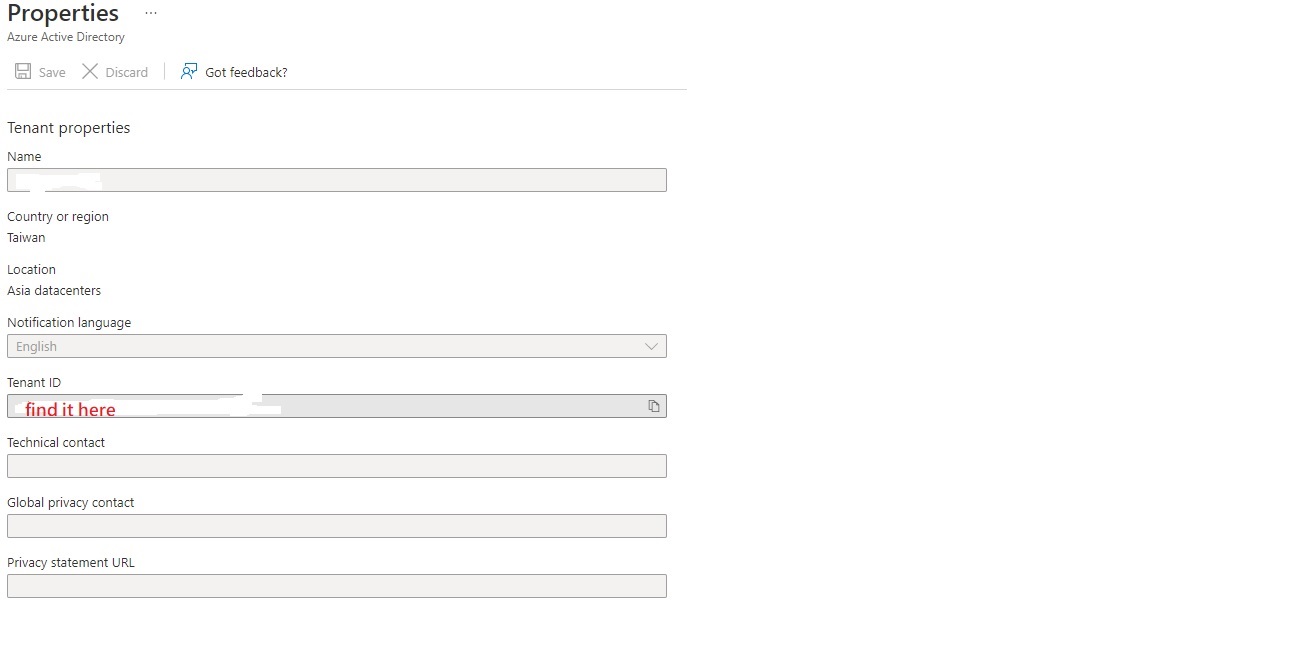 Properties ...
Azure Active Directory
Save Discard Got feedback?
Tenant properties
Name
Country or region
Taiwan
Location
Asia datacenters
Notification language
English
Tenant ID
find it here
Technical contact
Global privacy contact
Privacy statement URL